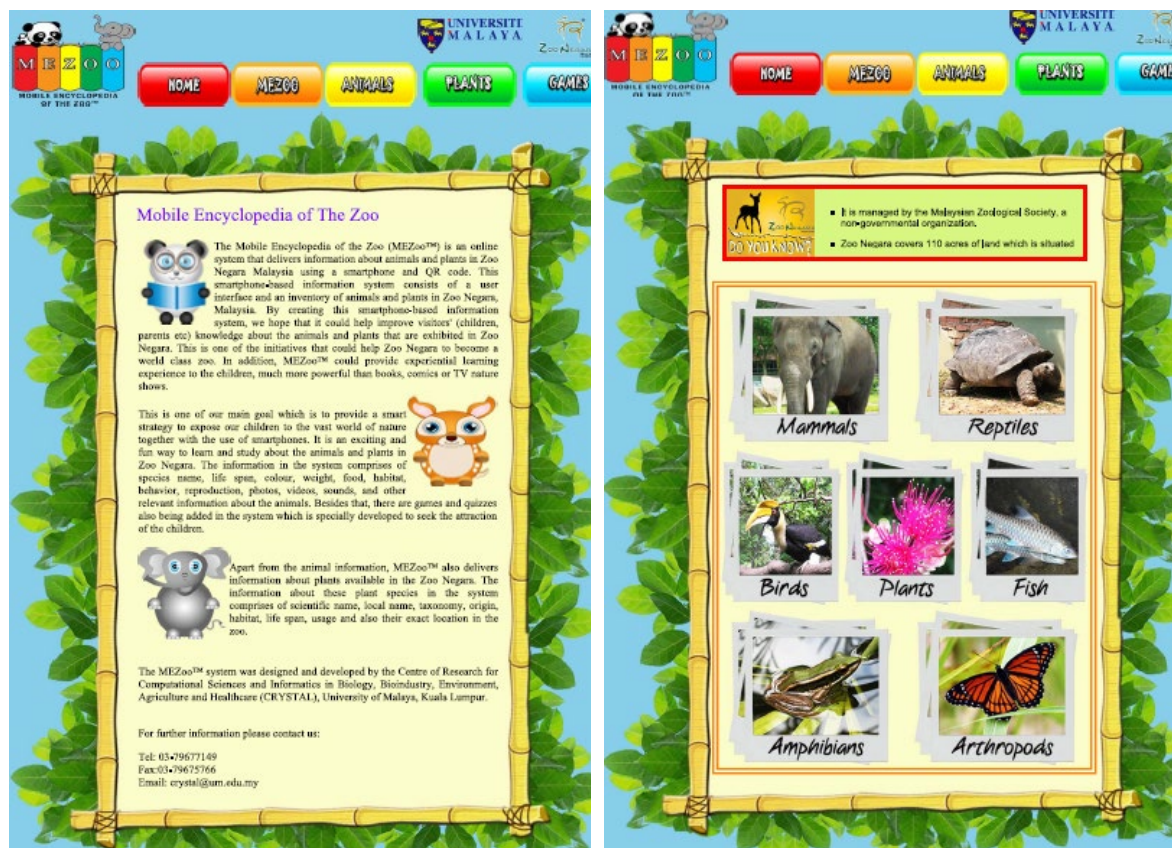 MEZOO
MOBILE ENCYCLOPEDIA
OF THE ZOO™
UNIVERSITI
MALAYA
HOME
MEZOO
ANIMALS
PLANTS
GAMES
Mobile Encyclopedia of The Zoo
The Mobile Encyclopedia of the Zoo (MEZoo™) is an online
system that delivers information about animals and plants in Zoo
Negara Malaysia using a smartphone and QR code. This
smartphone-based information system consists of a user
interface and an inventory of animals and plants in Zoo Negara,
Malaysia. By creating this smartphone-based information
system, we hope that it could help improve visitors' (children,
parents etc) knowledge about the animals and plants that are exhibited in Zoo
Negara. This is one of the initiatives that could help Zoo Negara to become a
world class zoo. In addition, MEZoo™ could provide experiential learning
experience to the children, much more powerful than books, comics or TV nature
shows.
This is one of our main goal which is to provide a smart
strategy to expose our children to the vast world of nature
together with the use of smartphones. It is an exciting and
fun way to learn and study about the animals and plants in
Zoo Negara. The information in the system comprises of
species name, life span, colour, weight, food, habitat,
behavior, reproduction, photos, videos, sounds, and other
relevant information about the animals. Besides that, there are games and quizzes
also being added in the system which is specially developed to seek the attraction
of the children.
Apart from the animal information, MEZoo™ also delivers
information about plants available in the Zoo Negara. The
information about these plant species in the system
comprises of scientific name, local name, taxonomy, origin,
habitat, life span, usage and also their exact location in the
zoo.
The MEZoo™ system was designed and developed by the Centre of Research for
Computational Sciences and Informatics in Biology, Bioindustry, Environment,
Agriculture and Healthcare (CRYSTAL), University of Malaya, Kuala Lumpur.
For further information please contact us:
Tel: 03-79677149
Fax:03-79675766
Email: crystal@um.edu.my
MEZOO
MOBILE ENCYCLOPEDIA
OF THE ZOO™
UNIVERSITI
MALAYA
HOME
MEZOO
ANIMALS
PLANTS
GAM
DO YOU KNOW?
It is managed by the Malaysian Zoological Society, a
non-governmental organization.
Zoo Negara covers 110 acres of land which is situated
Mammals
Reptiles
Birds
Plants
Fish
Amphibians
Arthropods